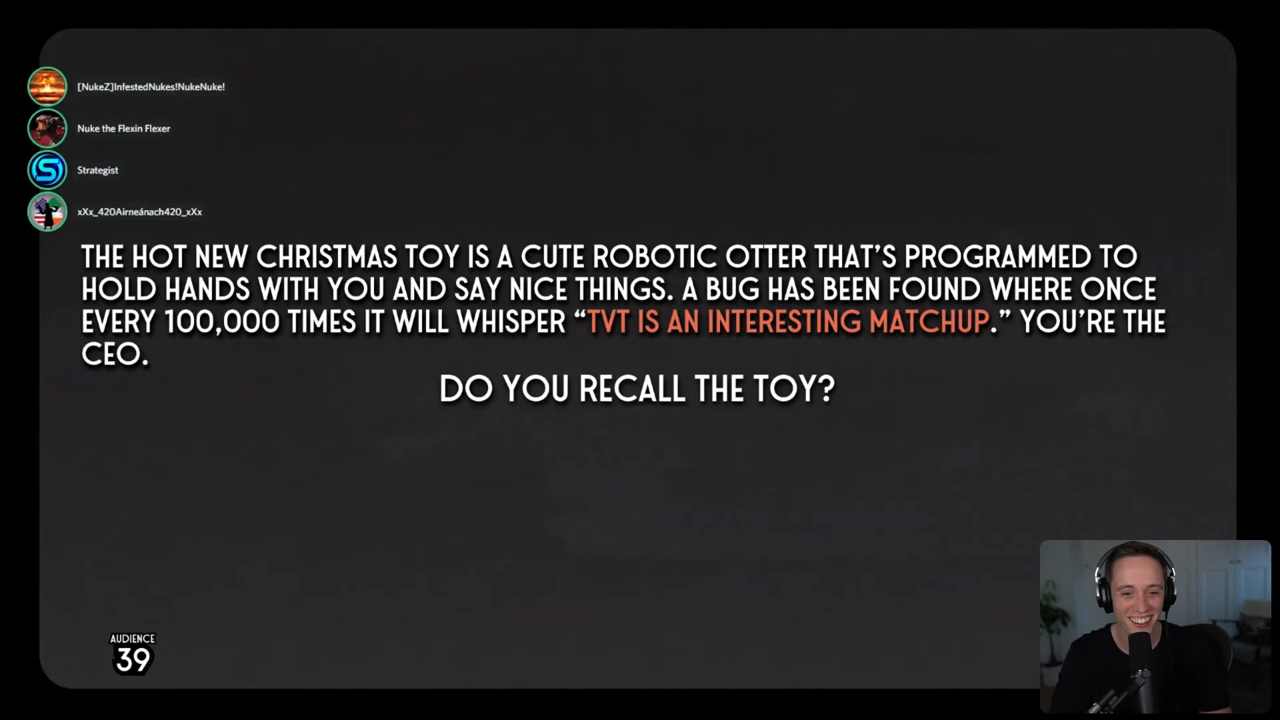 [NukeZ]InfestedNukes!NukeNuke!
Nuke the Flexin Flexer
Strategist
xXx_420Airneánach420_xXx
THE HOT NEW CHRISTMAS TOY IS A CUTE ROBOTIC OTTER THAT'S PROGRAMMED TO
HOLD HANDS WITH YOU AND SAY NICE THINGS. A BUG HAS BEEN FOUND WHERE ONCE
EVERY 100,000 TIMES IT WILL WHISPER “TVT IS AN INTERESTING MATCHUP.” YOU'RE THE
CEO.
DO YOU RECALL THE TOY?
AUDIENCE
39